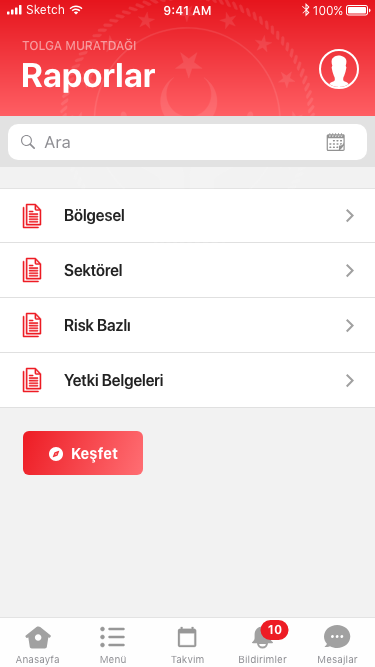 Sketch 9:41 AM 100%
TOLGA MURATDAĞI
Raporlar
Ara
Bölgesel
Sektörel
Risk Bazlı
Yetki Belgeleri
Keşfet
10
Anasayfa Menü Takvim Bildirimler Mesajlar